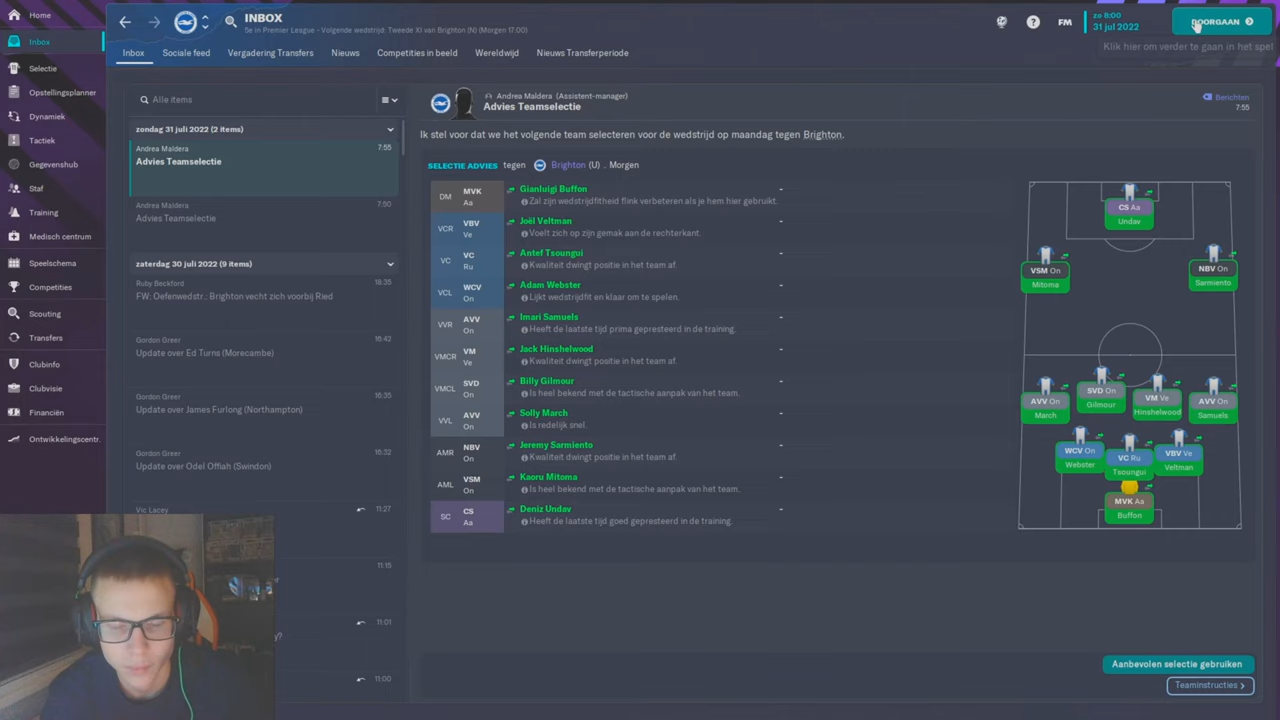 Home
Inbox
Selectie
Opstellingsplanner
Dynamiek
Tactiek
Gegevenshub
Staf
Training
Medisch centrum
Speelschema
Competities
Scouting
Transfers
Clubinfo
Clubvisie
Financiën
Ontwikkelingscentr.
INBOX
5e in Premier League - Volgende wedstrijd: Tweede XI van Brighton (N) (Morgen 17:00)
FM
zo 8:00
31 jul 2022
DOORGAAN
Klik hier om verder te gaan in het spel
Inbox
Sociale feed
Vergadering Transfers
Nieuws
Competities in beeld
Wereldwijd
Nieuws Transferperiode
Alle items
zondag 31 juli 2022 (2 items)
Andrea Maldera 7:55
Advies Teamselectie
Andrea Maldera 7:50
Advies Teamselectie
zaterdag 30 juli 2022 (9 items)
Ruby Beckford 18:35
FW: Oefenwedstr.: Brighton vecht zich voorbij Ried
Gordon Greer 16:42
Update over Ed Turns (Morecambe)
Gordon Greer 16:35
Update over James Furlong (Northampton)
Gordon Greer 16:32
Update over Odel Offiah (Swindon)
Vic Lacey 11:27
11:15
11:01
?
11:00
Andrea Maldera (Assistent-manager)
Advies Teamselectie
Berichten
7:55
Ik stel voor dat we het volgende team selecteren voor de wedstrijd op maandag tegen Brighton.
SELECTIE ADVIES tegen Brighton (U) . Morgen
DM MVK Aa Gianluigi Buffon -
Zal zijn wedstrijdfitheid flink verbeteren als je hem hier gebruikt.
VCR VBV Ve Joël Veltman -
Voelt zich op zijn gemak aan de rechterkant.
VC VC Ru Antef Tsoungui -
Kwaliteit dwingt positie in het team af.
VCL WCV On Adam Webster -
Lijkt wedstrijdfit en klaar om te spelen.
VVR AVV On Imari Samuels -
Heeft de laatste tijd prima gepresteerd in de training.
VMCR VM Ve Jack Hinshelwood -
Kwaliteit dwingt positie in het team af.
VMCL SVD On Billy Gilmour -
Is heel bekend met de tactische aanpak van het team.
VVL AVV On Solly March -
Is redelijk snel.
AMR NBV On Jeremy Sarmiento -
Kwaliteit dwingt positie in het team af.
AML VSM On Kaoru Mitoma -
Is heel bekend met de tactische aanpak van het team.
SC CS Aa Deniz Undav -
Heeft de laatste tijd goed gepresteerd in de training.
CS Aa
Undav
VSM On
Mitoma
NBV On
Sarmiento
AVV On
March
SVD On
Gilmour
VM Ve
Hinshelwood
AVV On
Samuels
WCV On
Webster
VC Ru
Tsoungui
VBV Ve
Veltman
MVK Aa
Buffon
Aanbevolen selectie gebruiken
Teaminstructies